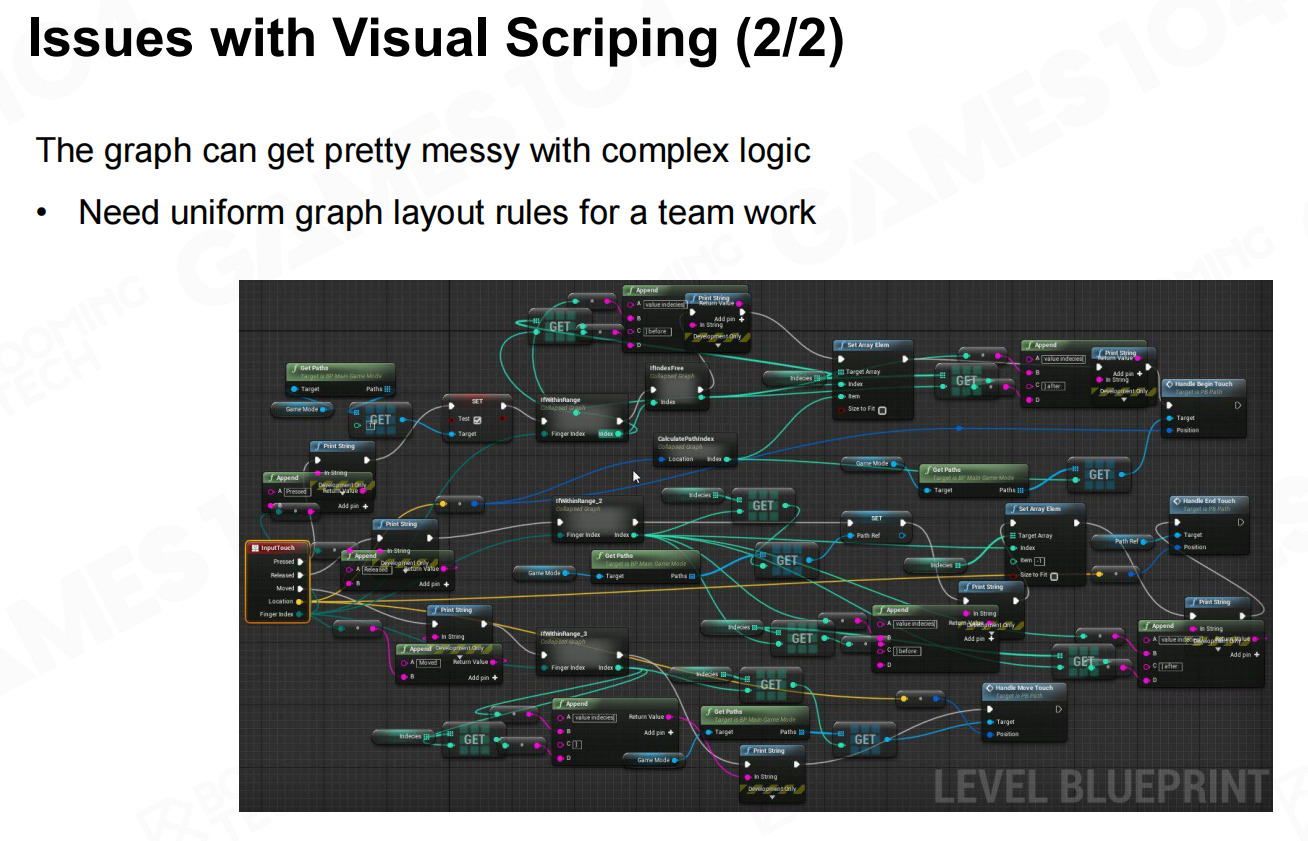 Issues with Visual Scriping (2/2)
The graph can get pretty messy with complex logic
• Need uniform graph layout rules for a team work
Append
A value indecies]
B
C ] before
D
Print String
Return Value
Add pin +
In String
Development Only
GET
Set Array Elem
Target Array
Index
Item
Size to Fit
Indecies
Append
A value indecies]
B
C ] after
D
Print String
Return Value
Add pin +
In String
Development Only
GET
Handle Begin Touch
Target is PB Path
Target
Position
Get Paths
Target is BP Main Game Mode
Target Paths
Game Mode
GET
SET
Test
Target
IfWithinRange
Collapsed Graph
Finger Index Index
IfIndexFree
Collapsed Graph
Index
CalculatePathIndex
Collapsed Graph
Location Index
Game Mode
Get Paths
Target is BP Main Game Mode
Target Paths
GET
Print String
In String
Development Only
Append
A Pressed
Return Value
B
Add pin +
Print String
In String
Development Only
Append
A Released
Return Value
B
Add pin +
InputTouch
Pressed
Released
Moved
Location
Finger Index
IfWithinRange_2
Collapsed Graph
Finger Index Index
Indecies
GET
Get Paths
Target is BP Main Game Mode
Target Paths
Game Mode
GET
SET
Path Ref
Set Array Elem
Target Array
Index
Item -1
Size to Fit
Indecies
Handle End Touch
Target is PB Path
Target
Position
Path Ref
Print String
In String
Development Only
Append
A value indecies]
Return Value
B
Add pin +
C ] before
D
Indecies
GET
Print String
In String
Development Only
Append
A Moved
Return Value
B
Add pin +
IfWithinRange_3
Collapsed Graph
Finger Index Index
Indecies
GET
Print String
In String
Development Only
Append
A value indecies]
Return Value
B
Add pin +
C ] after
D
GET
Handle Move Touch
Target is PB Path
Target
Position
Append
A value indecies]
Return Value
B
Add pin +
C ]
D
Indecies
GET
Get Paths
Target is BP Main Game Mode
Target Paths
Game Mode
GET
Print String
In String
Development Only
LEVEL BLUEPRINT
GAMES 104